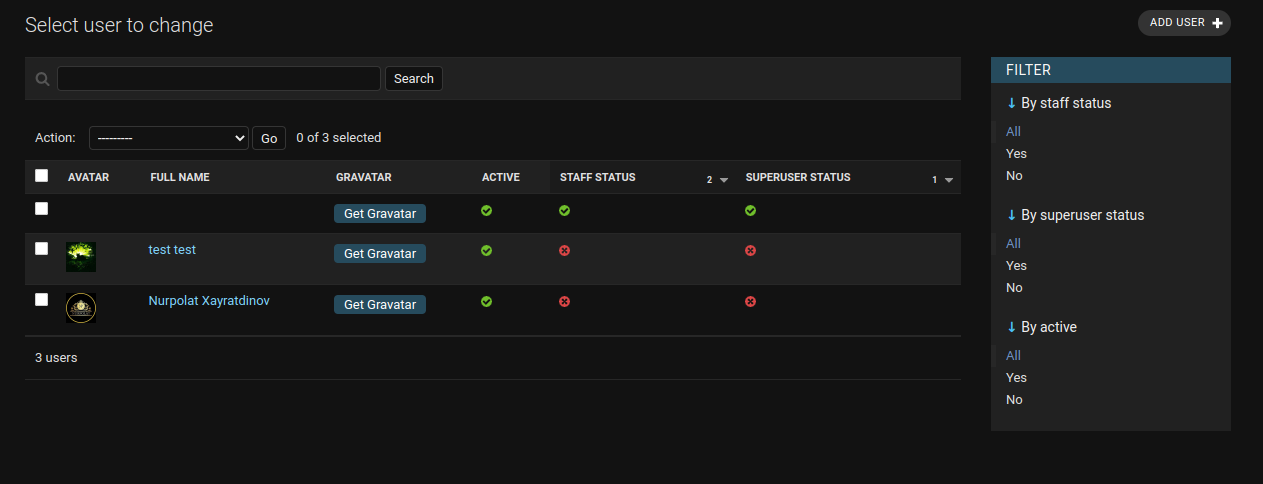 Select user to change
ADD USER
Search
FILTER
↓ By staff status
All
Yes
No
↓ By superuser status
All
Yes
No
↓ By active
All
Yes
No
Action: --------- Go 0 of 3 selected
AVATAR FULL NAME GRAVATAR ACTIVE STAFF STATUS 2 SUPERUSER STATUS 1
Get Gravatar
test test Get Gravatar
Nurpolat Xayratdinov Get Gravatar
3 users